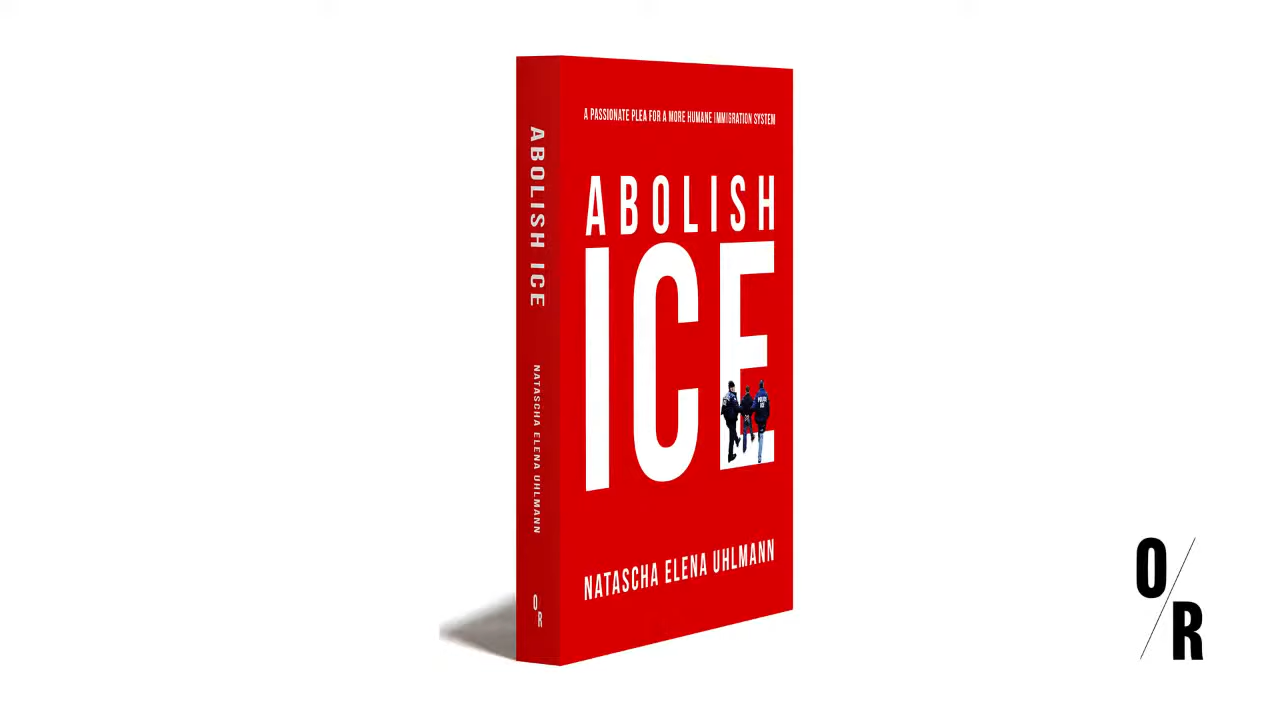 A PASSIONATE PLEA FOR A MORE HUMANE IMMIGRATION SYSTEM
ABOLISH
ICE
NATASCHA ELENA UHLMANN
ABOLISH ICE
NATASCHA ELENA UHLMANN
O/R
O/R